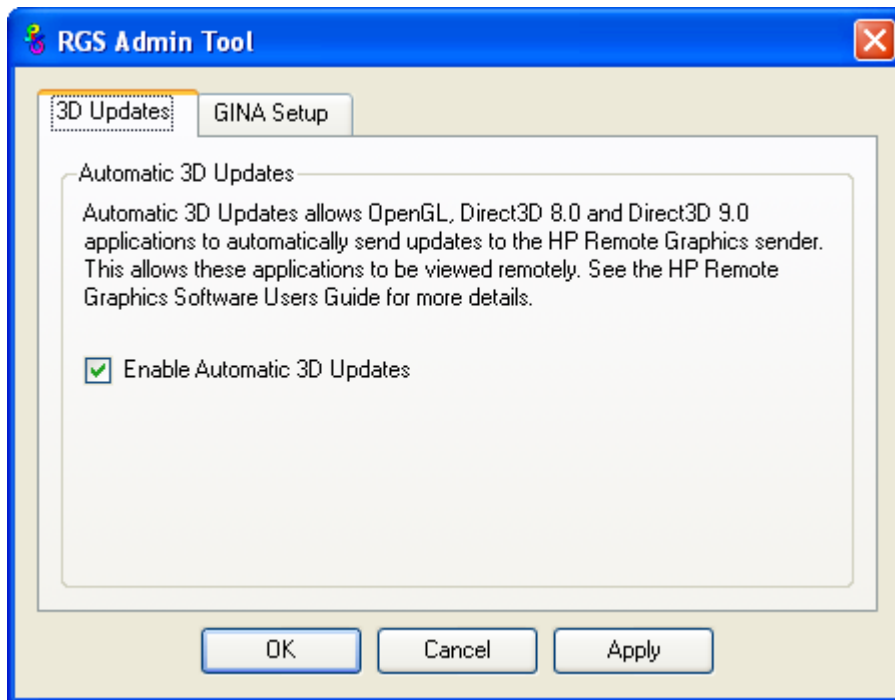 RGS Admin Tool
3D Updates
GINA Setup
Automatic 3D Updates
Automatic 3D Updates allows OpenGL, Direct3D 8.0 and Direct3D 9.0
applications to automatically send updates to the HP Remote Graphics sender.
This allows these applications to be viewed remotely. See the HP Remote
Graphics Software Users Guide for more details.
Enable Automatic 3D Updates
OK
Cancel
Apply